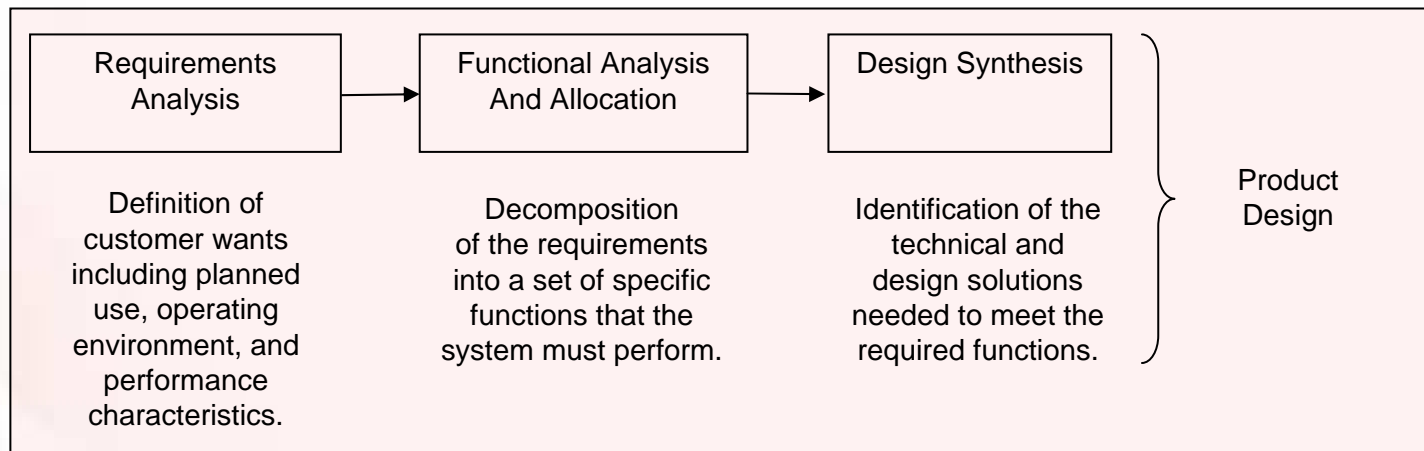 Requirements
Analysis
Functional Analysis
And Allocation
Design Synthesis
Definition of
customer wants
including planned
use, operating
environment, and
performance
characteristics.
Decomposition
of the requirements
into a set of specific
functions that the
system must perform.
Identification of the
technical and
design solutions
needed to meet the
required functions.
Product
Design